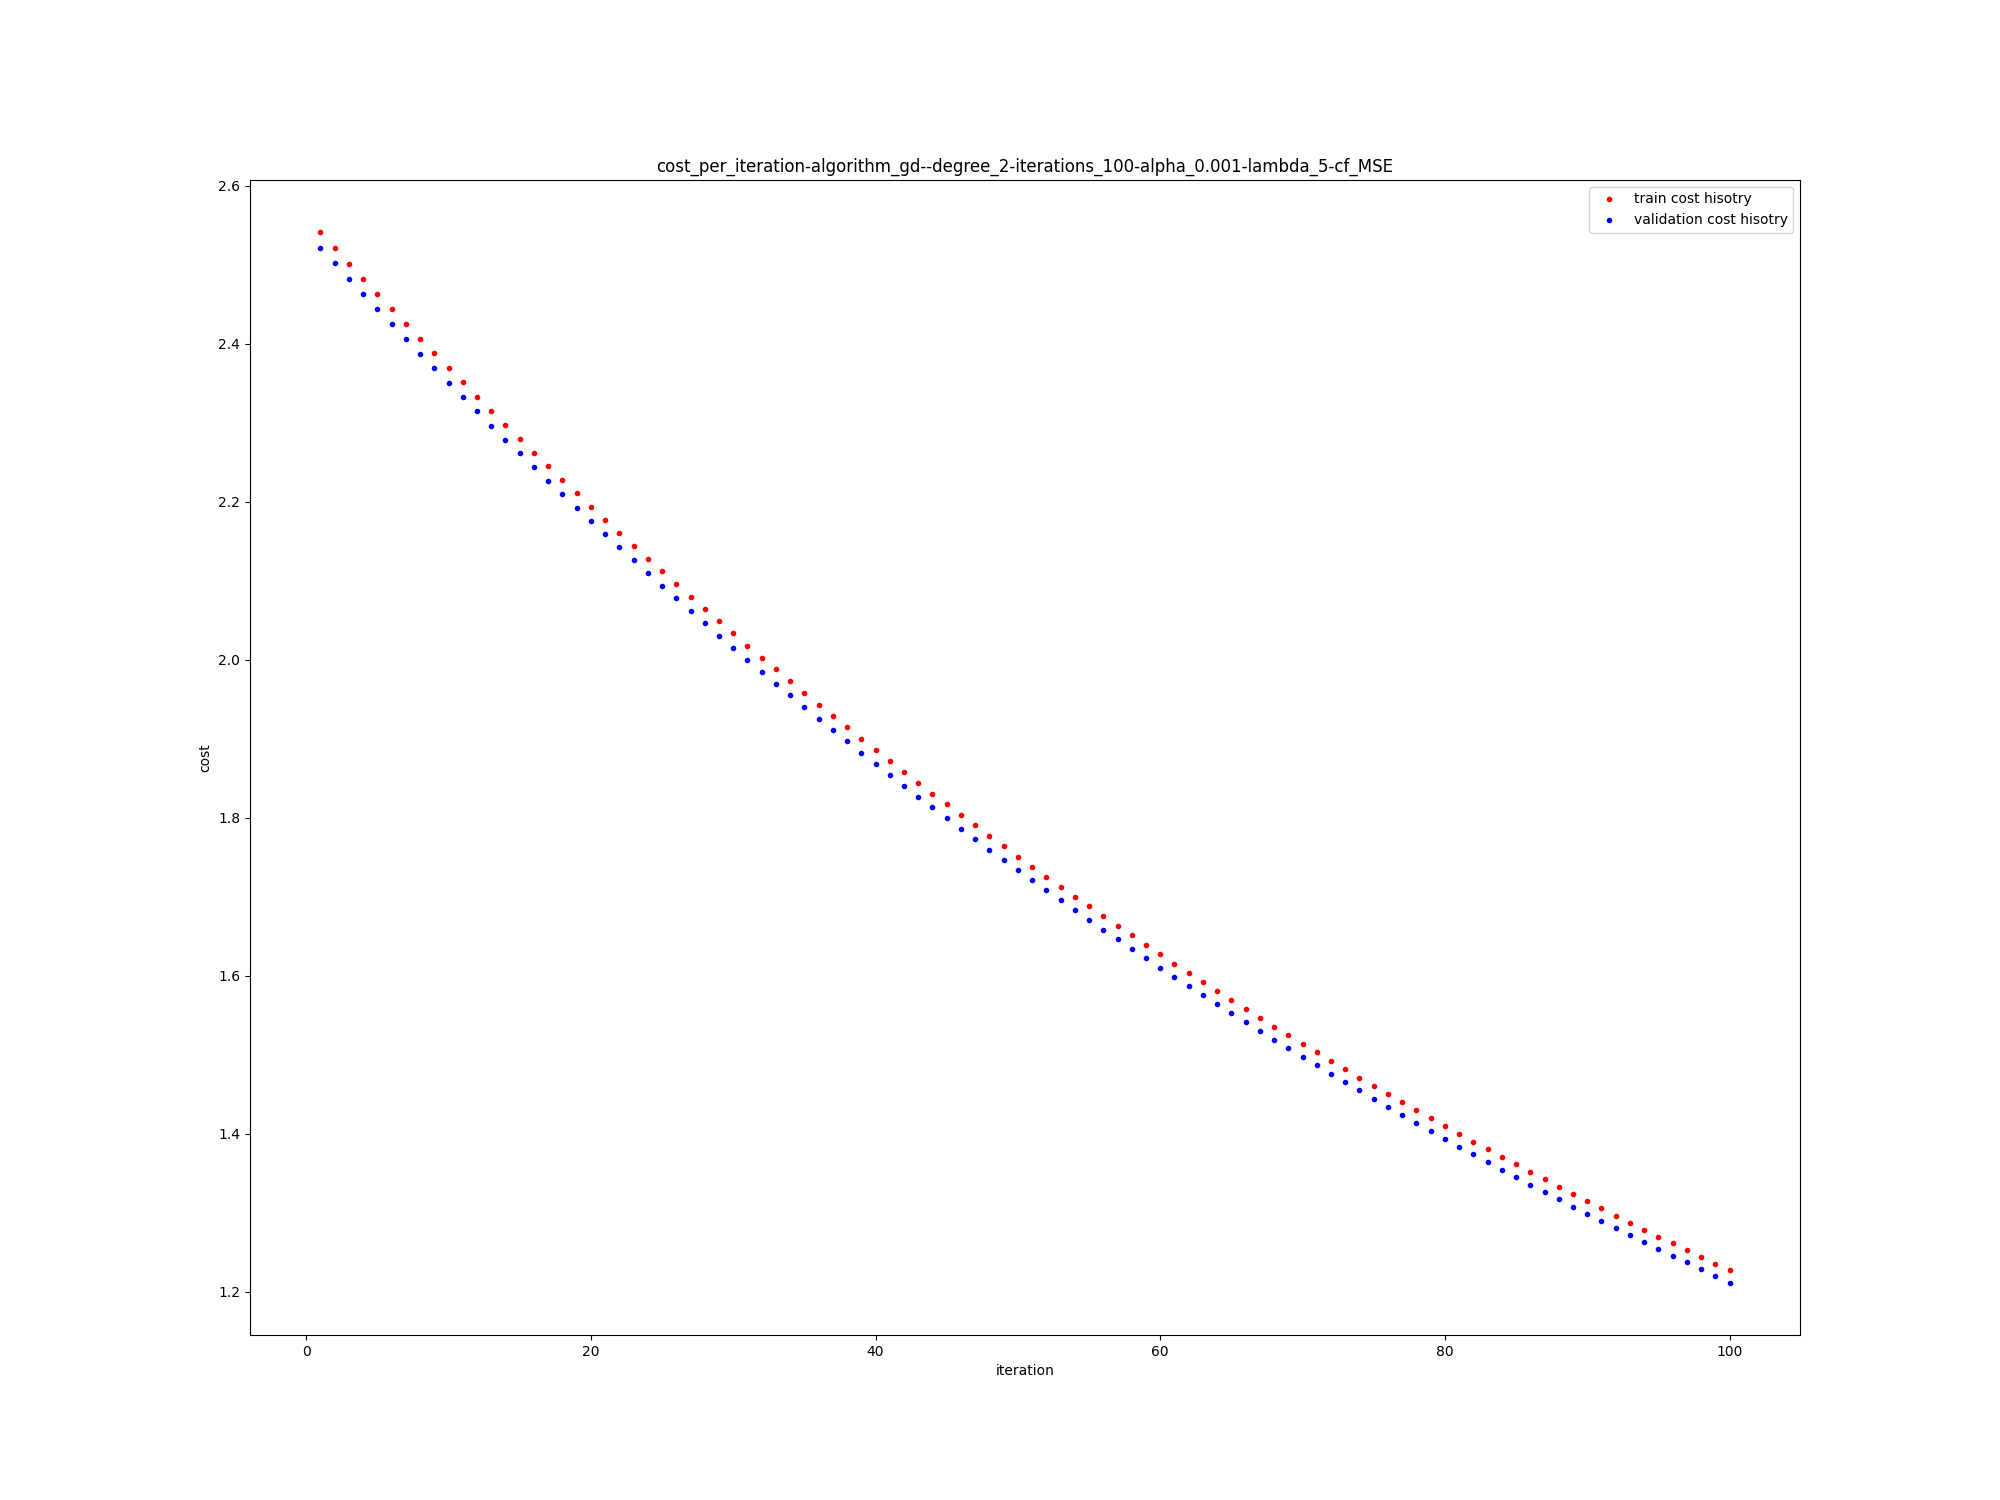 cost_per_iteration-algorithm_gd--degree_2-iterations_100-alpha_0.001-lambda_5-cf_MSE
train cost hisotry
validation cost hisotry
2.6
2.4
2.2
2.0
1.8
1.6
1.4
1.2
cost
0 20 40 60 80 100
iteration